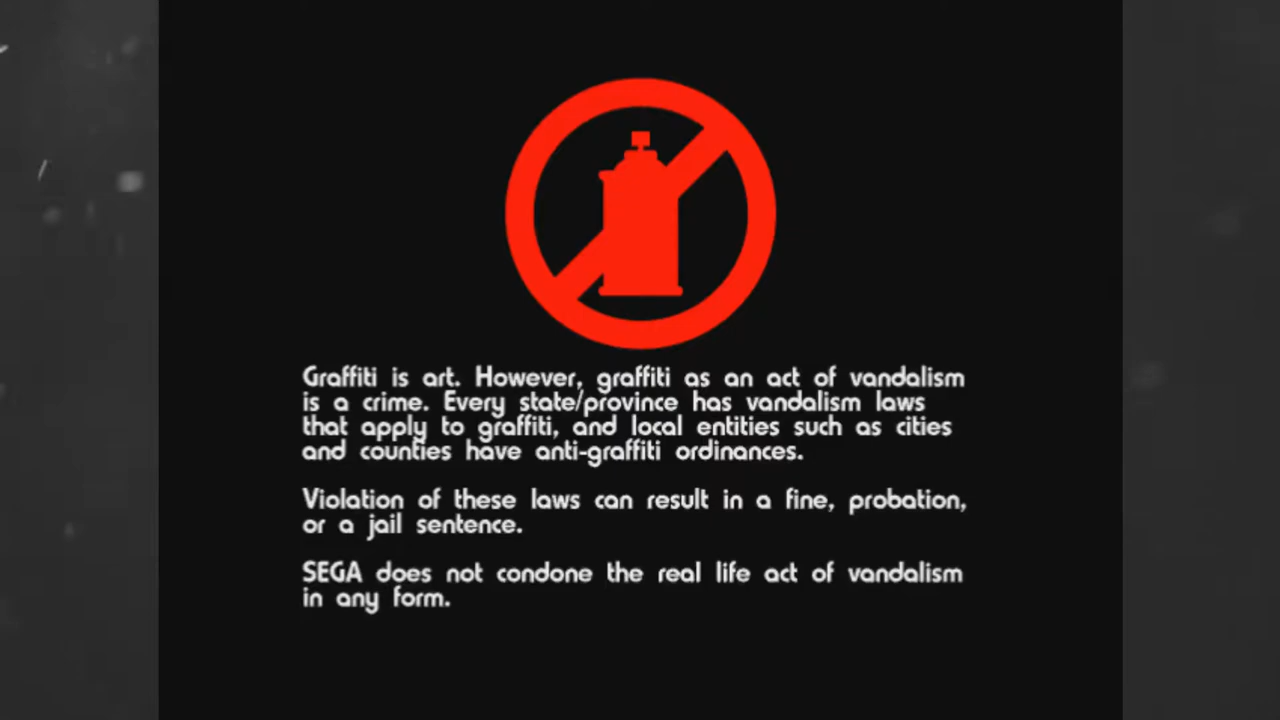 Graffiti is art. However, graffiti as an act of vandalism
is a crime. Every state/province has vandalism laws
that apply to graffiti, and local entities such as cities
and counties have anti-graffiti ordinances.
Violation of these laws can result in a fine, probation,
or a jail sentence.
SEGA does not condone the real life act of vandalism
in any form.